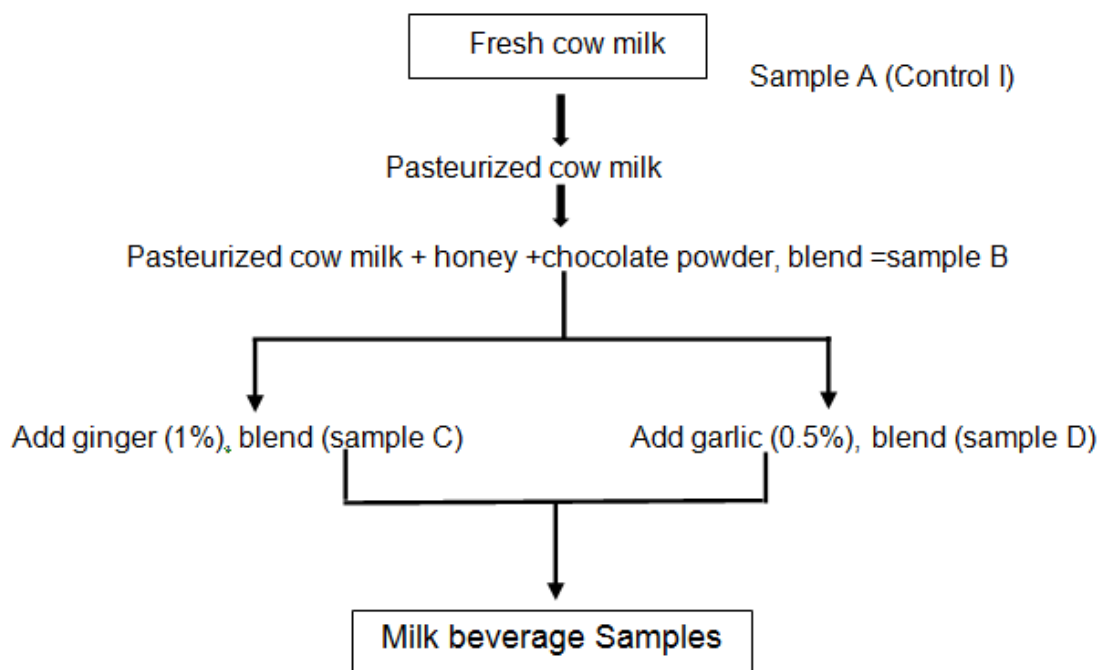 Fresh cow milk
Sample A (Control I)
Pasteurized cow milk
Pasteurized cow milk + honey +chocolate powder, blend =sample B
Add ginger (1%), blend (sample C)
Add garlic (0.5%), blend (sample D)
Milk beverage Samples